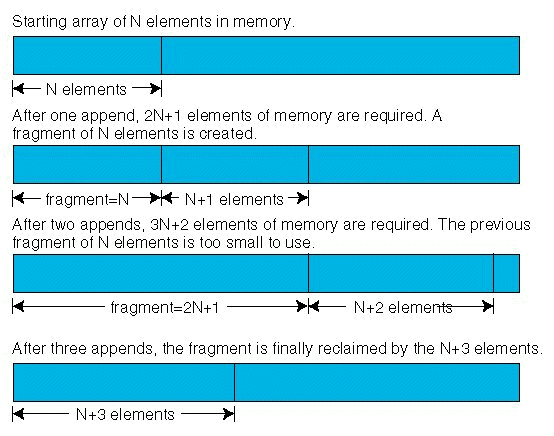 Starting array of N elements in memory.
N elements
After one append, 2N+1 elements of memory are required. A
fragment of N elements is created.
fragment=N
N+1 elements
After two appends, 3N+2 elements of memory are required. The previous
fragment of N elements is too small to use.
fragment=2N+1
N+2 elements
After three appends, the fragment is finally reclaimed by the N+3 elements.
N+3 elements